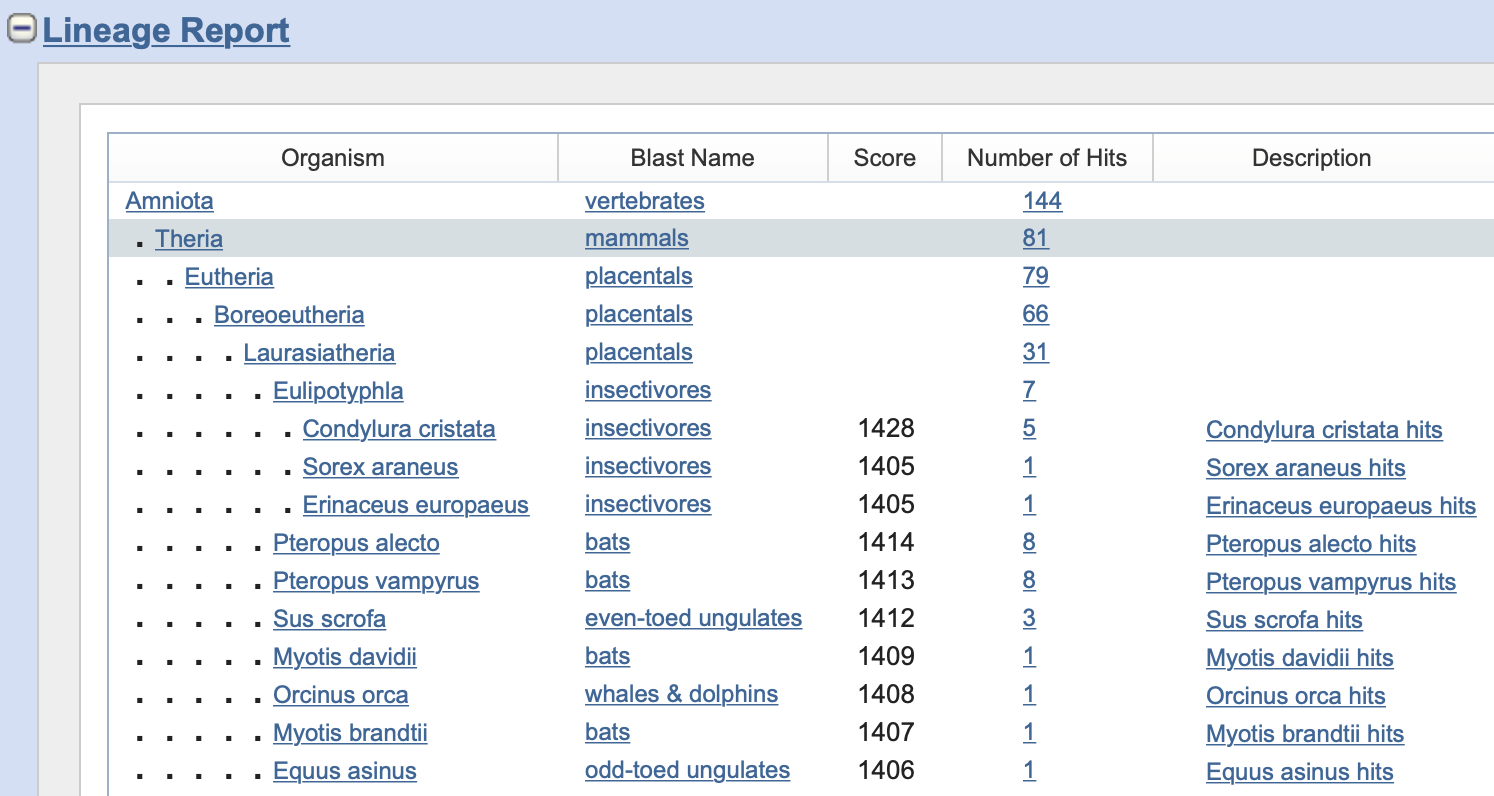 Lineage Report
Organism Blast Name Score Number of Hits Description
Amniota vertebrates 144
. Theria mammals 81
. . Eutheria placentals 79
. . . Boreoeutheria placentals 66
. . . . Laurasiatheria placentals 31
. . . . . Eulipotyphla insectivores 7
. . . . . . Condylura cristata insectivores 1428 5 Condylura cristata hits
. . . . . . Sorex araneus insectivores 1405 1 Sorex araneus hits
. . . . . . Erinaceus europaeus insectivores 1405 1 Erinaceus europaeus hits
. . . . . Pteropus alecto bats 1414 8 Pteropus alecto hits
. . . . . Pteropus vampyrus bats 1413 8 Pteropus vampyrus hits
. . . . . Sus scrofa even-toed ungulates 1412 3 Sus scrofa hits
. . . . . Myotis davidii bats 1409 1 Myotis davidii hits
. . . . . Orcinus orca whales & dolphins 1408 1 Orcinus orca hits
. . . . . Myotis brandtii bats 1407 1 Myotis brandtii hits
. . . . . Equus asinus odd-toed ungulates 1406 1 Equus asinus hits